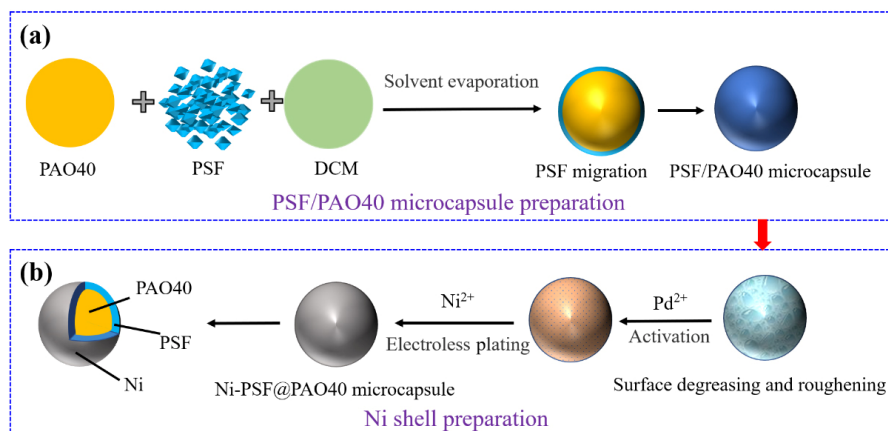 (a)
Solvent evaporation
PAO40
PSF
DCM
PSF migration
PSF/PAO40 microcapsule
PSF/PAO40 microcapsule preparation
(b)
PAO40
PSF
Ni
Ni²⁺
Electroless plating
Pd²⁺
Activation
Ni-PSF@PAO40 microcapsule
Surface degreasing and roughening
Ni shell preparation